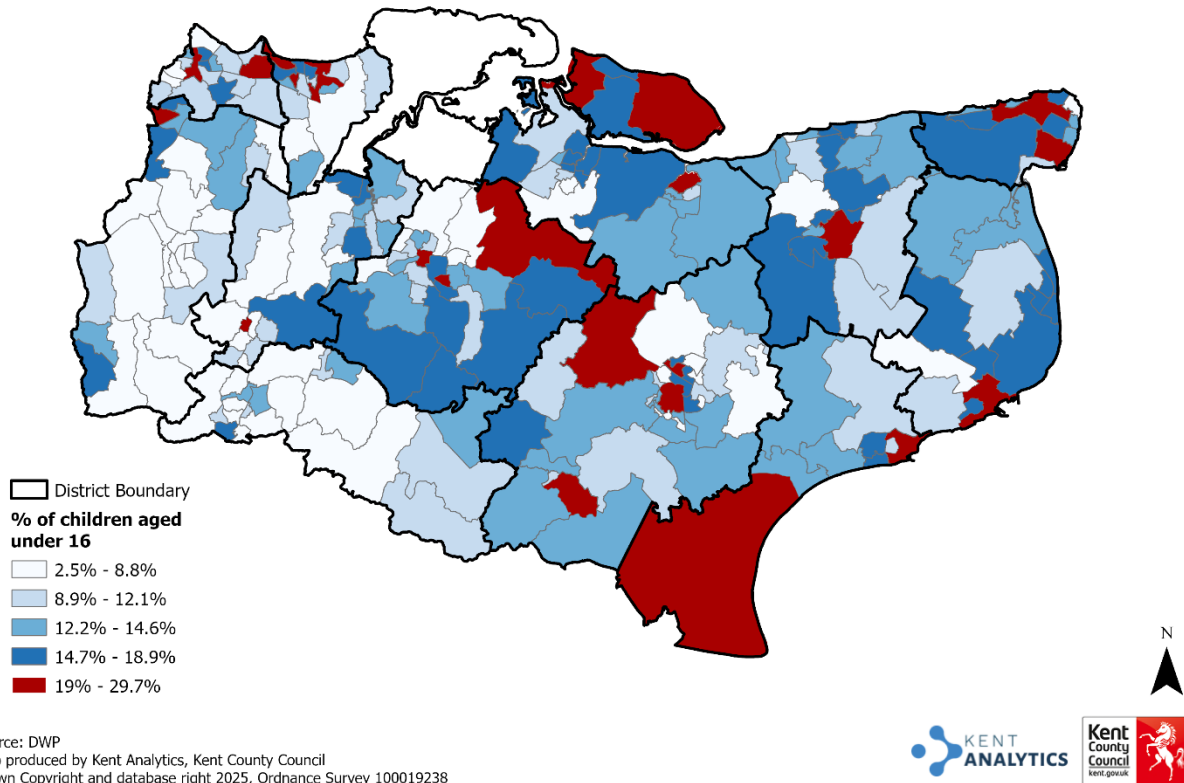 District Boundary
% of children aged
under 16
2.5% - 8.8%
8.9% - 12.1%
12.2% - 14.6%
14.7% - 18.9%
19% - 29.7%
rce: DWP
produced by Kent Analytics, Kent County Council
wn Copyright and database right 2025. Ordnance Survey 100019238
N
KENT
ANALYTICS
Kent
County
Council
kent.gov.uk